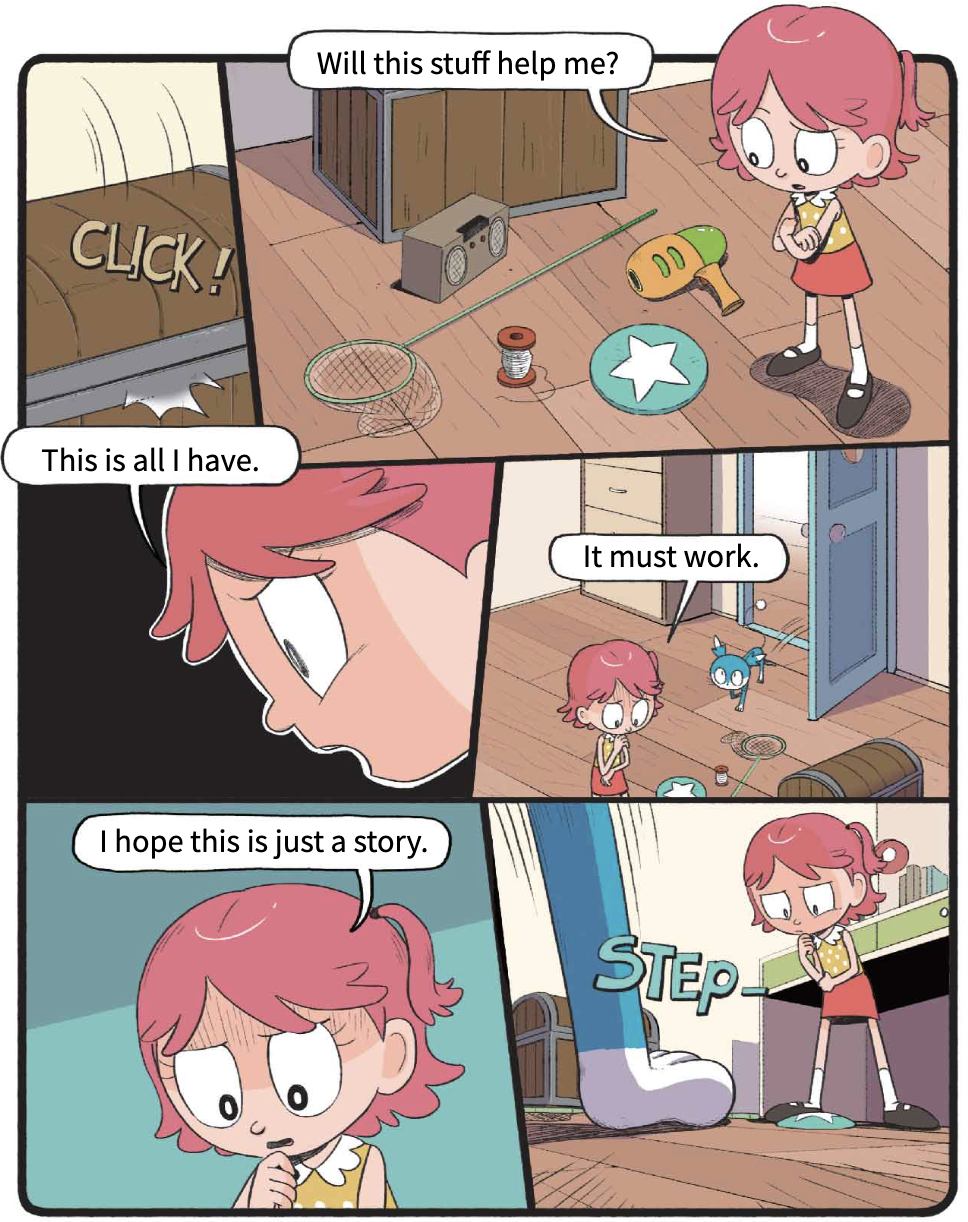 Will this stuff help me?
CLICK!
This is all I have.
It must work.
I hope this is just a story.
STEP-